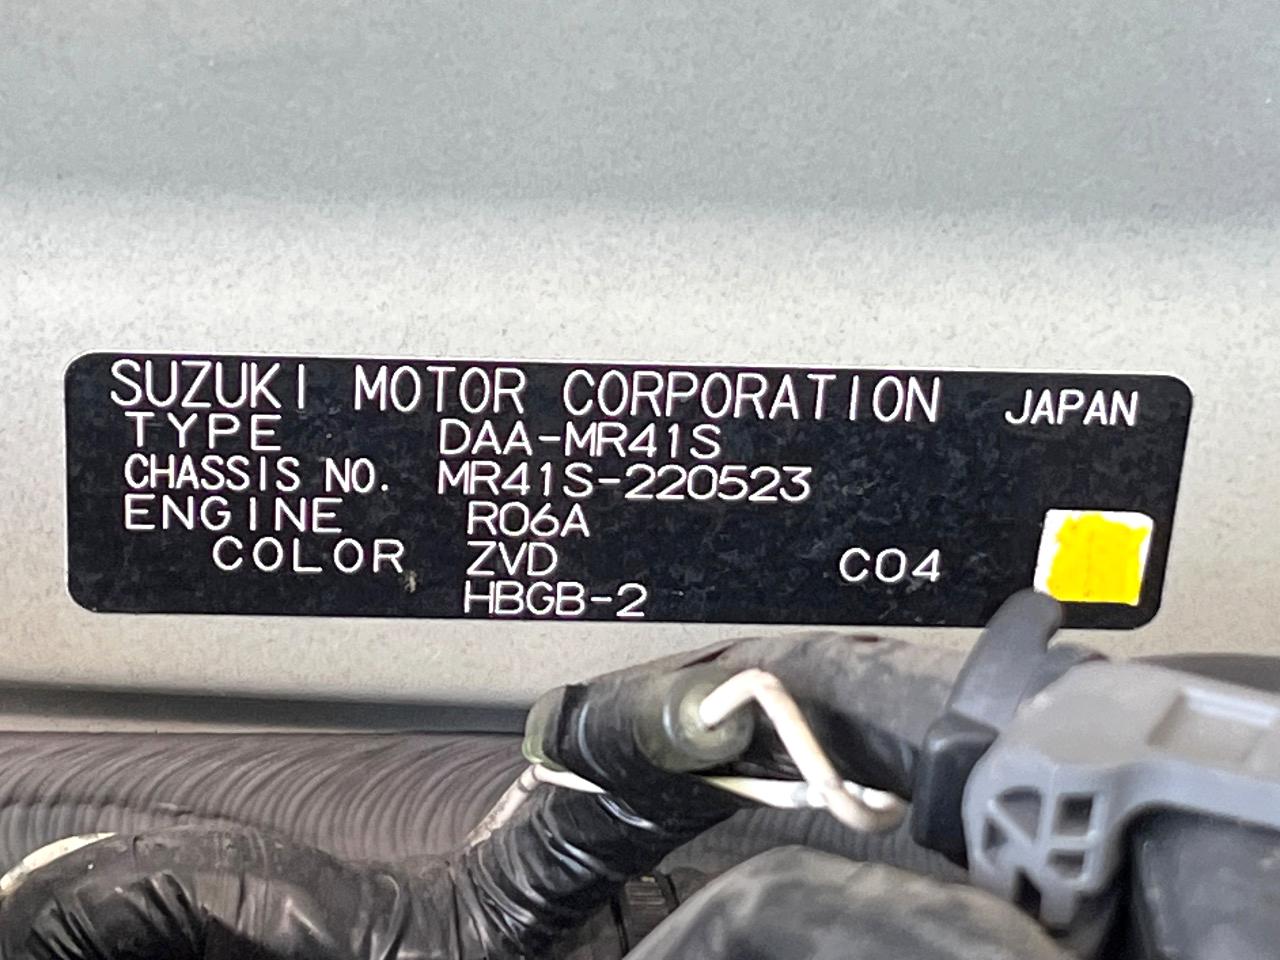 SUZUKI MOTOR CORPORATION JAPAN
TYPE DAA-MR41S
CHASSIS NO. MR41S-220523
ENGINE R06A
COLOR ZVD C04
HBGB-2